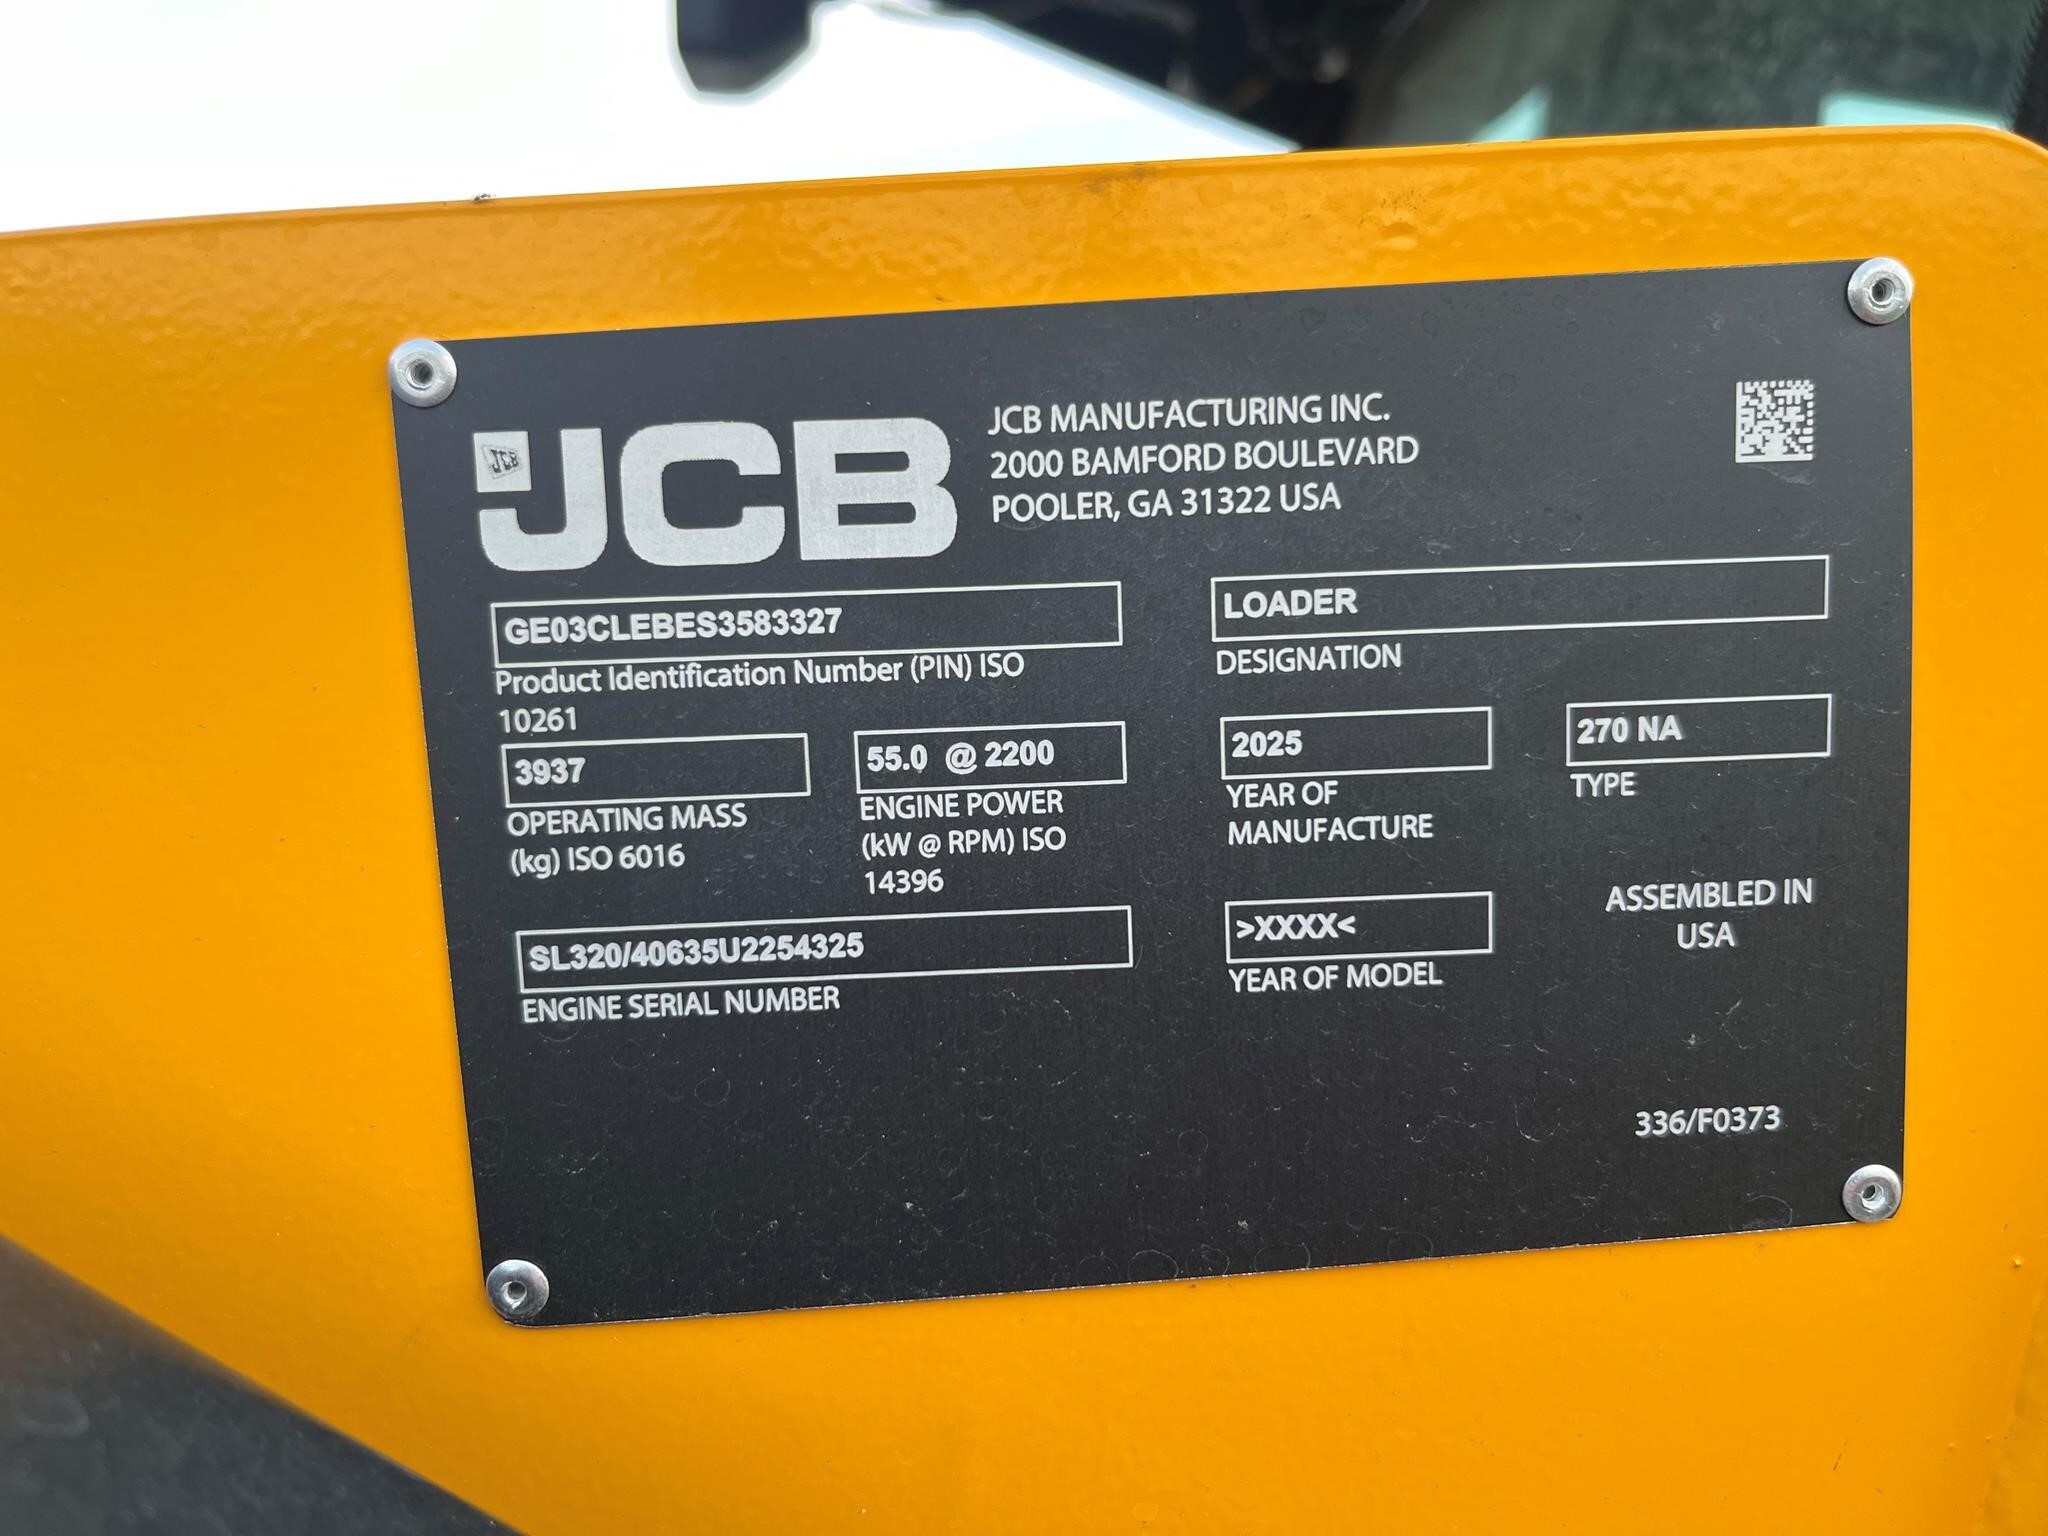 JCB
JCB
JCB MANUFACTURING INC.
2000 BAMFORD BOULEVARD
POOLER, GA 31322 USA
GE03CLEBES3583327
Product Identification Number (PIN) ISO
10261
LOADER
DESIGNATION
3937
OPERATING MASS
(kg) ISO 6016
55.0 @ 2200
ENGINE POWER
(kW @ RPM) ISO
14396
2025
YEAR OF
MANUFACTURE
270 NA
TYPE
SL320/40635U2254325
ENGINE SERIAL NUMBER
>XXXX<
YEAR OF MODEL
ASSEMBLED IN
USA
336/F0373